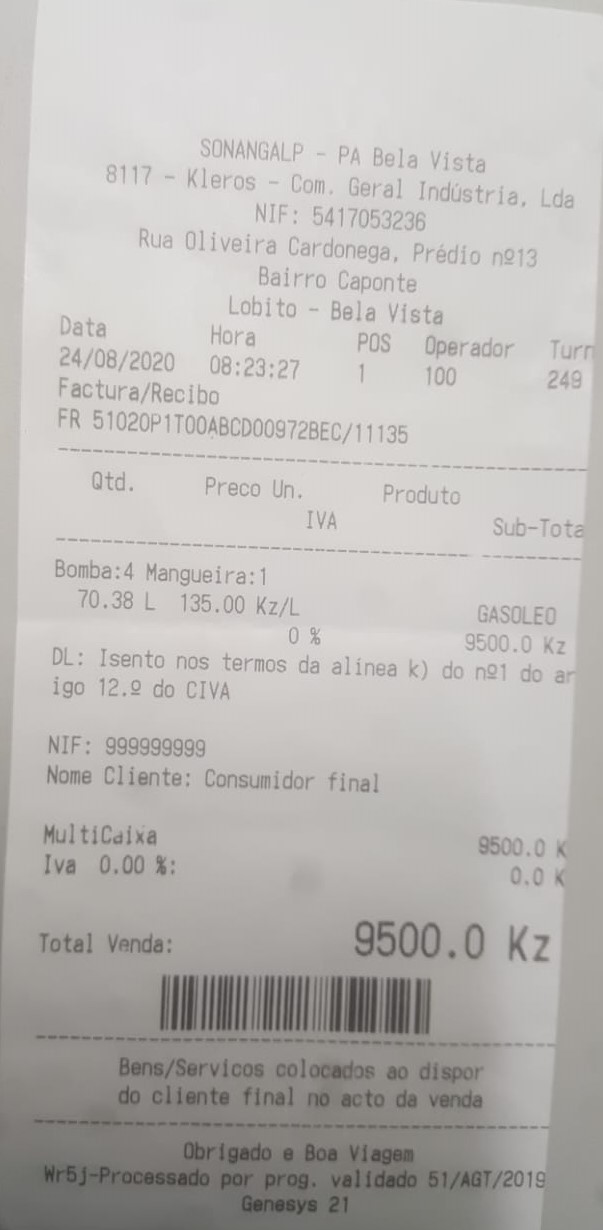 SONANGALP - PA Bela Vista
8117 - Kleros - Com. Geral Indústria, Lda
NIF: 5417053236
Rua Oliveira Cardonega, Prédio nº13
Bairro Caponte
Lobito - Bela Vista
Data Hora POS Operador Turn
24/08/2020 08:23:27 1 100 249
Factura/Recibo
FR 51020P1T00ABCD00972BEC/11135
Qtd. Preco Un. Produto
IVA Sub-Tota
Bomba:4 Mangueira:1
70.38 L 135.00 Kz/L GASOLEO
0 % 9500.0 Kz
DL: Isento nos termos da alinea k) do nº1 do ar
igo 12.º do CIVA
NIF: 999999999
Nome Cliente: Consumidor final
MultiCaixa 9500.0 K
Iva 0.00 %: 0.0 K
Total Venda: 9500.0 Kz
Bens/Servicos colocados ao dispor
do cliente final no acto da venda
Obrigado e Boa Viagem
Wr5j-Processado por prog. validado 51/AGT/2019
Genesys 21